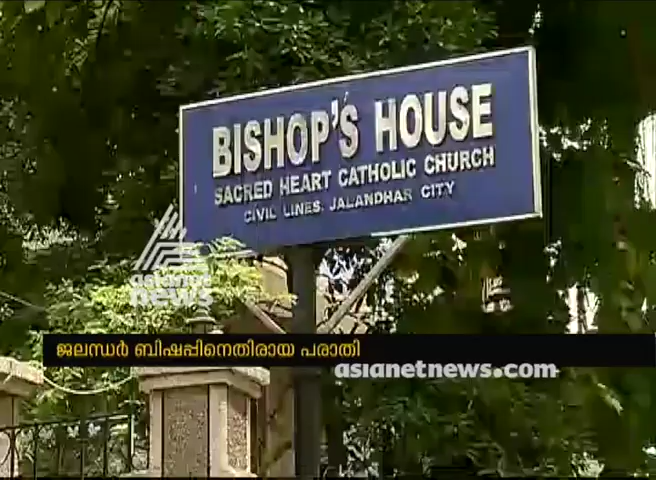 BISHOP'S HOUSE
SACRED HEART CATHOLIC CHURCH
CIVIL LINES, JALANDHAR CITY
asianet
news
ജലന്ധർ ബിഷപ്പിനെതിരായ പരാതി
asianetnews.com